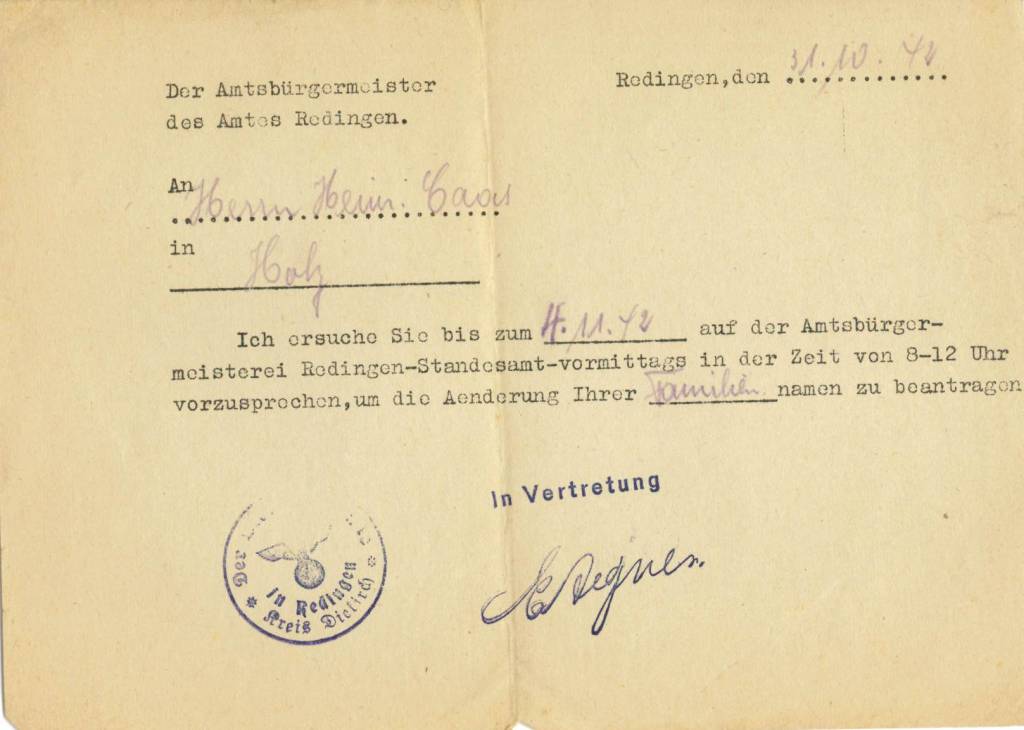 Redingen,den 31.10.42
Der Amtsbürgermeister
des Amtes Redingen.
An
Herrn Heinr. Caas
in
Holz
Ich ersuche Sie bis zum 4.11.42 auf der Amtsbürger-
meisterei Redingen-Standesamt-vormittags in der Zeit von 8-12 Uhr
vorzusprechen,um die Aenderung Ihrer Familien namen zu beantragen
In Vertretung
Der
in Redingen
* Kreis Diekirch *